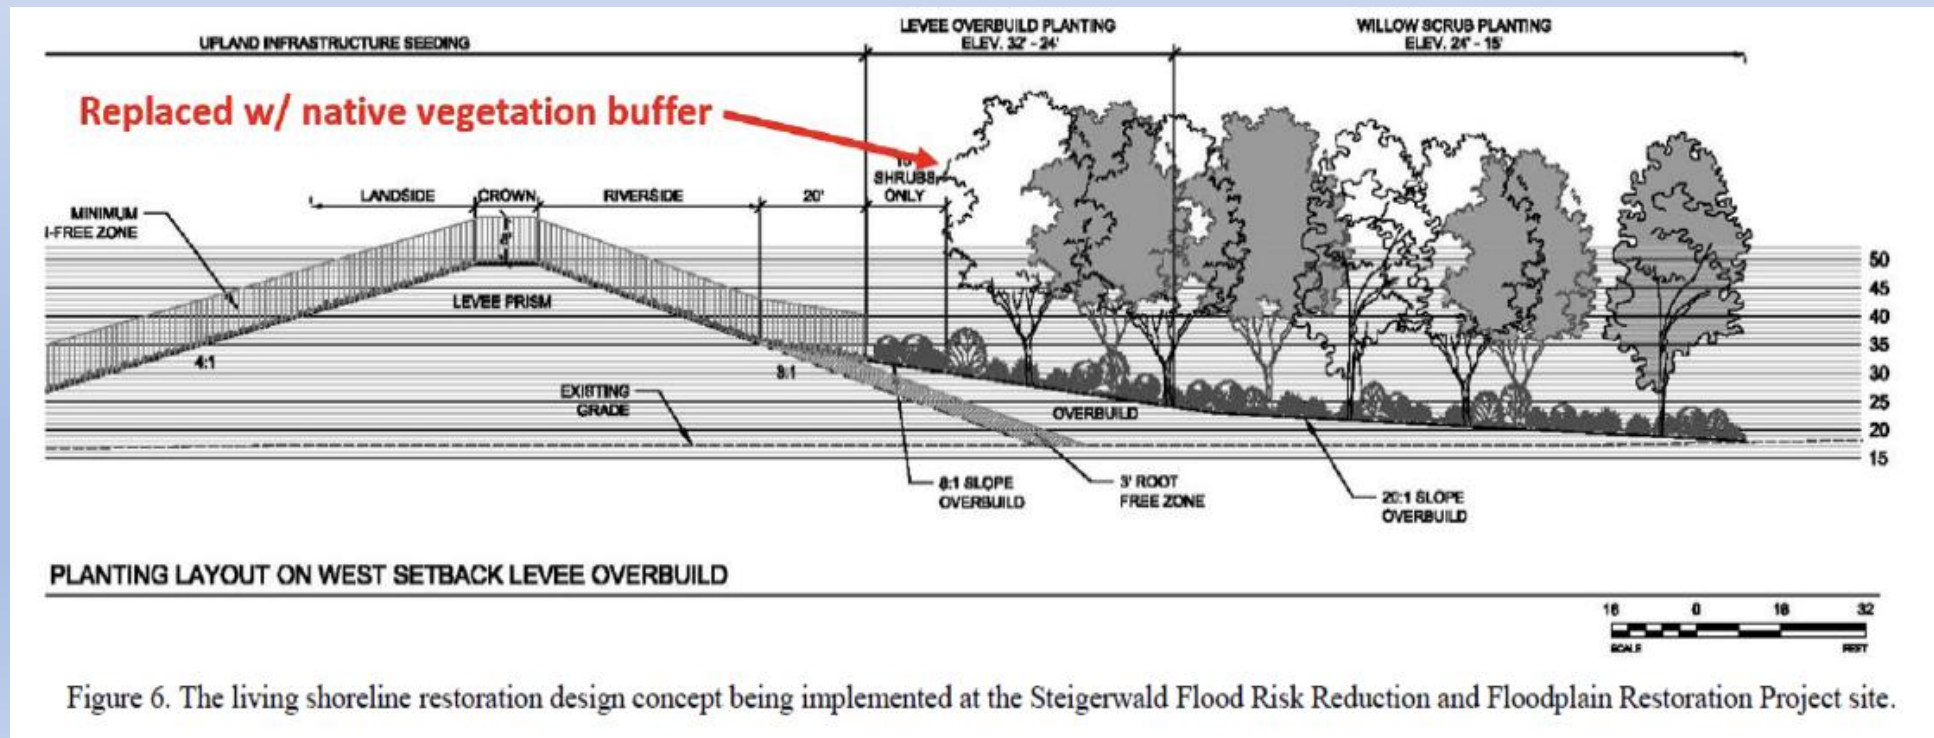 UPLAND INFRASTRUCTURE SEEDING
LEVEE OVERBUILD PLANTING
ELEV. 32' - 24'
WILLOW SCRUB PLANTING
ELEV. 24' - 15'
Replaced w/ native vegetation buffer
SHRUBS
ONLY
LANDSIDE
CROWN
RIVERSIDE
20'
MINIMUM
I-FREE ZONE
LEVEE PRISM
4:1
3:1
EXISTING
GRADE
OVERBUILD
50
45
40
35
30
25
20
15
8:1 SLOPE
OVERBUILD
3' ROOT
FREE ZONE
20:1 SLOPE
OVERBUILD
PLANTING LAYOUT ON WEST SETBACK LEVEE OVERBUILD
16 0 16 32
SCALE FEET
Figure 6. The living shoreline restoration design concept being implemented at the Steigerwald Flood Risk Reduction and Floodplain Restoration Project site.